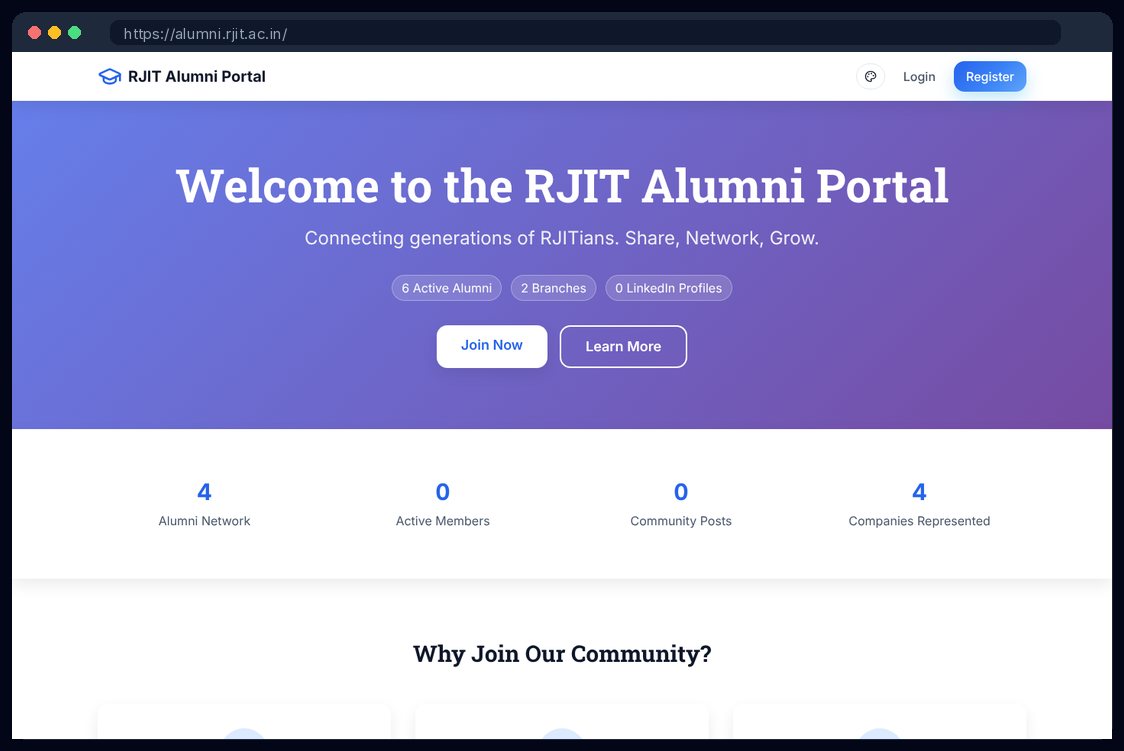 https://alumni.rjit.ac.in/
RJIT Alumni Portal
Login
Register
Welcome to the RJIT Alumni Portal
Connecting generations of RJITians. Share, Network, Grow.
6 Active Alumni
2 Branches
0 LinkedIn Profiles
Join Now
Learn More
4
Alumni Network
0
Active Members
0
Community Posts
4
Companies Represented
Why Join Our Community?